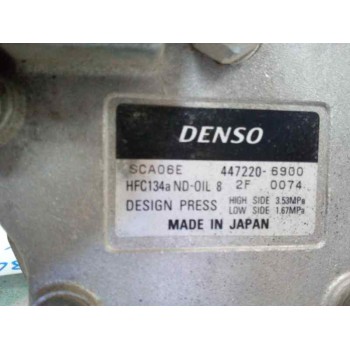 DENSO
SCA06E 447220-6900
HFC134a ND-OIL 8 2F 0074
DESIGN PRESS HIGH SIDE 3.53MPa
LOW SIDE 1.67MPa
MADE IN JAPAN